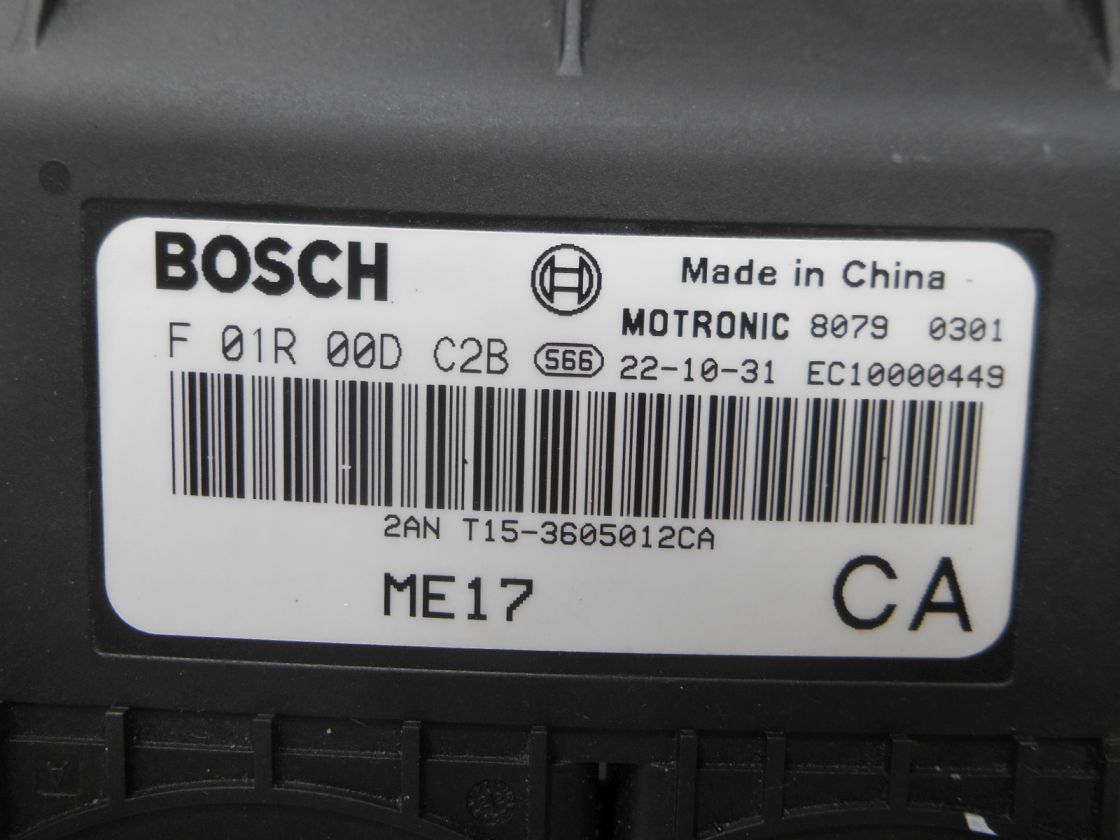 BOSCH
Made in China
MOTRONIC 8079 0301
F 01R 00D C2B 566 22-10-31 EC10000449
2AN T15-3605012CA
ME17 CA